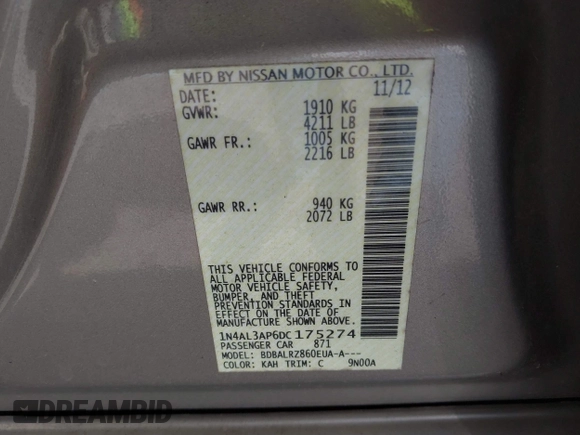 MFD BY NISSAN MOTOR CO., LTD.
DATE: 11/12
GVWR: 1910 KG
4211 LB
GAWR FR.: 1005 KG
2216 LB
GAWR RR.: 940 KG
2072 LB
THIS VEHICLE CONFORMS TO
ALL APPLICABLE FEDERAL
MOTOR VEHICLE SAFETY,
BUMPER, AND THEFT
PREVENTION STANDARDS IN
EFFECT ON THE DATE OF
MANUFACTURE SHOWN ABOVE.
1N4AL3AP6DC175274
PASSENGER CAR 871
MODEL: BDBALRZ860EUA-A---
COLOR: KAH TRIM: C 9N00A
DREAMBID